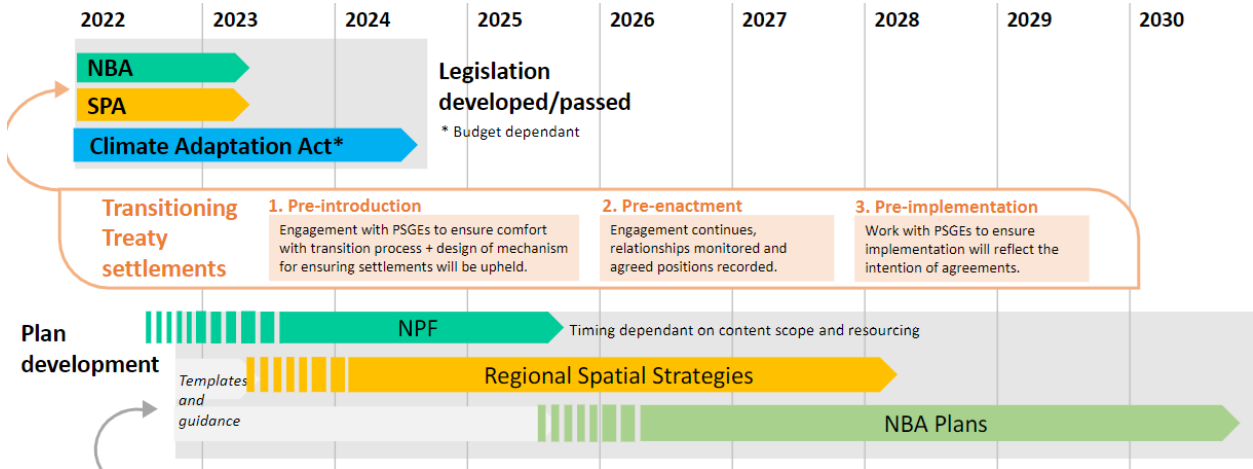 2022 2023 2024 2025 2026 2027 2028 2029 2030
NBA
SPA
Climate Adaptation Act*
Legislation
developed/passed
* Budget dependant
Transitioning
Treaty
settlements
1. Pre-introduction
Engagement with PSGEs to ensure comfort
with transition process + design of mechanism
for ensuring settlements will be upheld.
2. Pre-enactment
Engagement continues,
relationships monitored and
agreed positions recorded.
3. Pre-implementation
Work with PSGEs to ensure
implementation will reflect the
intention of agreements.
Plan
development
NPF
Timing dependant on content scope and resourcing
Templates
and
guidance
Regional Spatial Strategies
NBA Plans